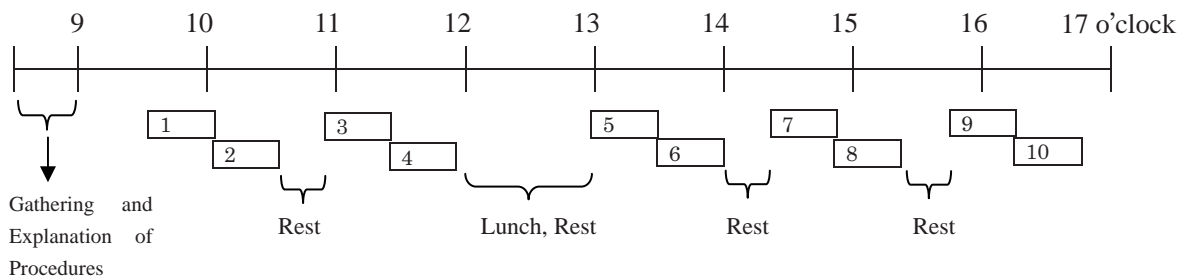 9 10 11 12 13 14 15 16 17 o’clock
1 3 5 7 9
2 4 6 8 10
Gathering and
Explanation of
Procedures
Rest
Lunch, Rest
Rest
Rest